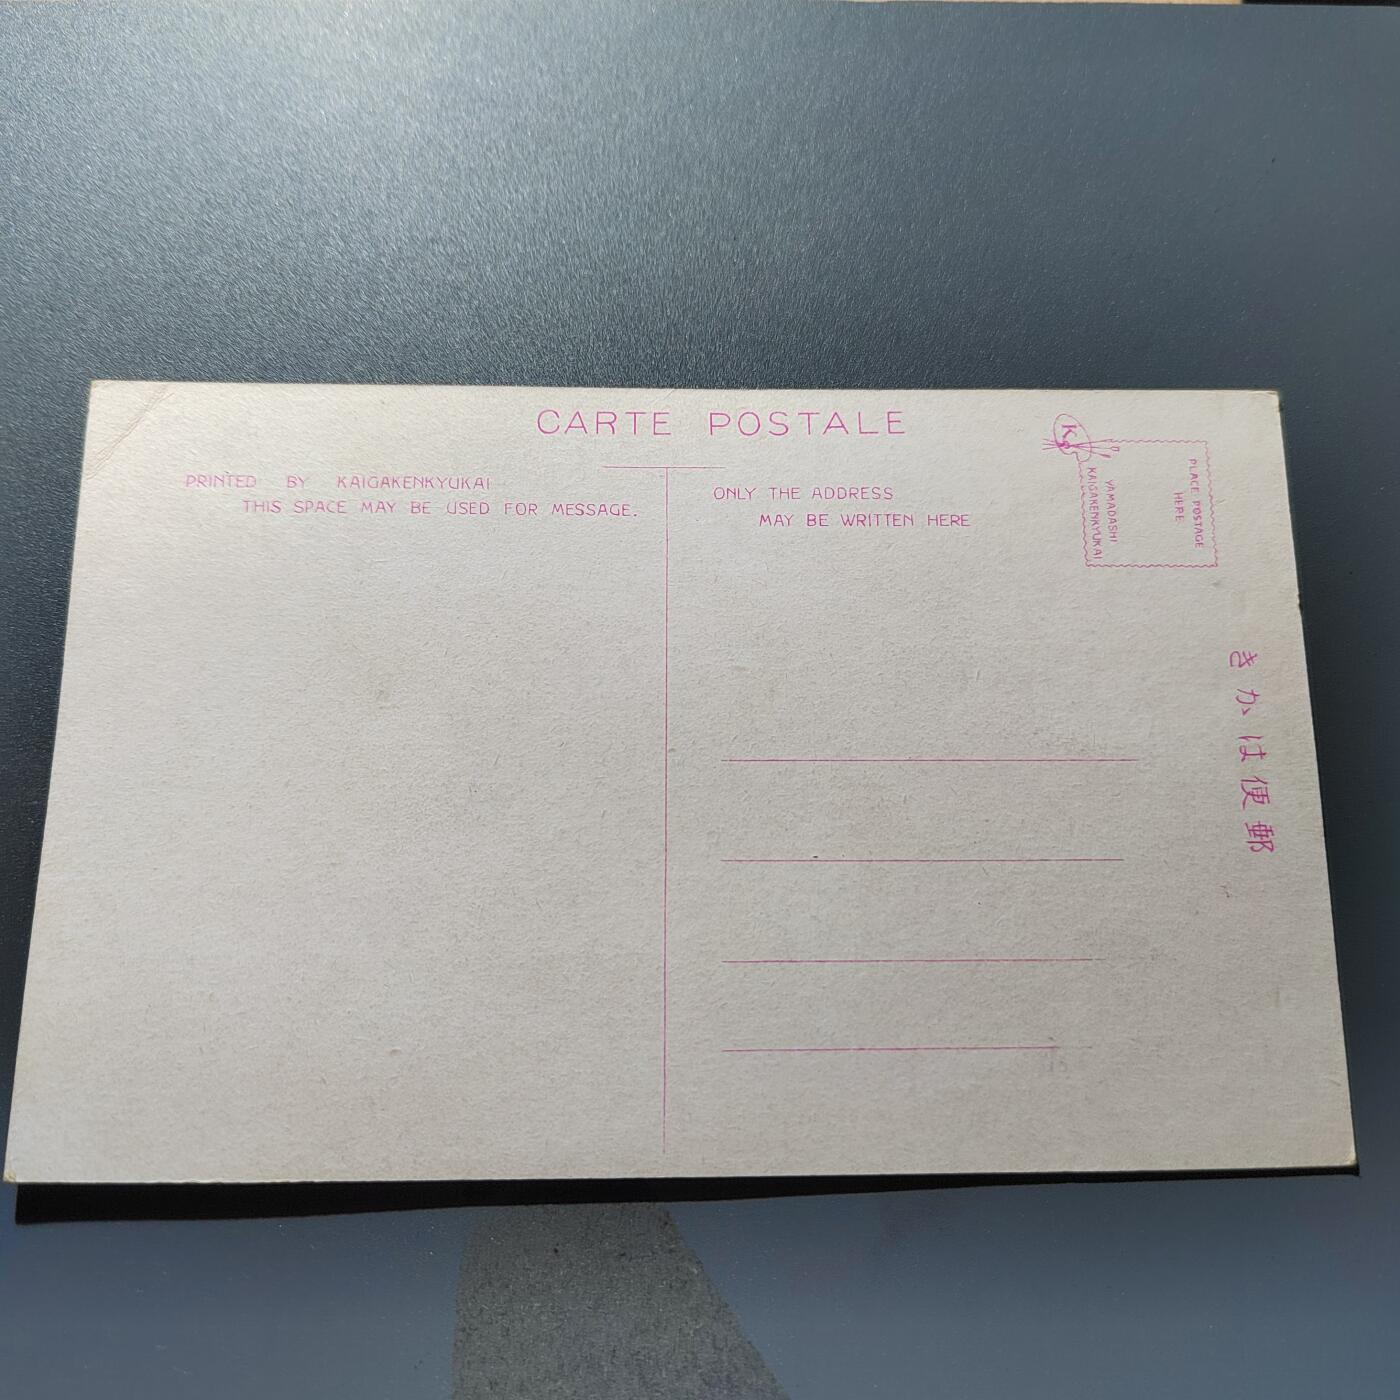 CARTE POSTALE
PRINTED BY KAIGAKENKYUKAI
THIS SPACE MAY BE USED FOR MESSAGE.
ONLY THE ADDRESS
MAY BE WRITTEN HERE
K
PLACE POSTAGE
HERE
YAMADASHI
KAIGAKENKYUKAI
きかは便郵